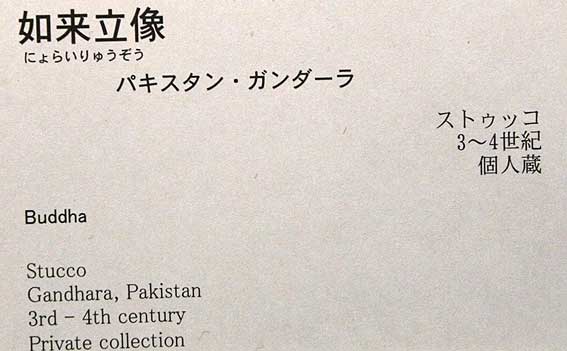 如来立像
にょらいりゅうぞう
パキスタン・ガンダーラ
ストゥッコ
3〜4世紀
個人蔵
Buddha
Stucco
Gandhara, Pakistan
3rd - 4th century
Private collection